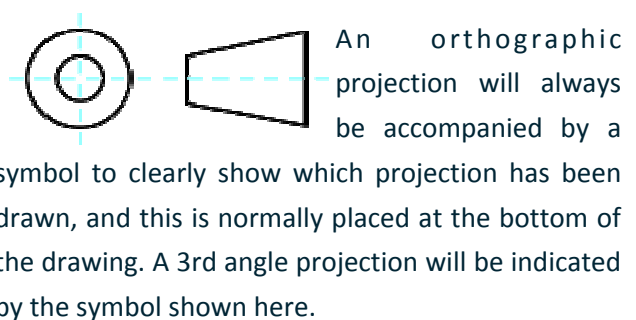 An orthographic
projection will always
be accompanied by a
symbol to clearly show which projection has been
drawn, and this is normally placed at the bottom of
the drawing. A 3rd angle projection will be indicated
by the symbol shown here.